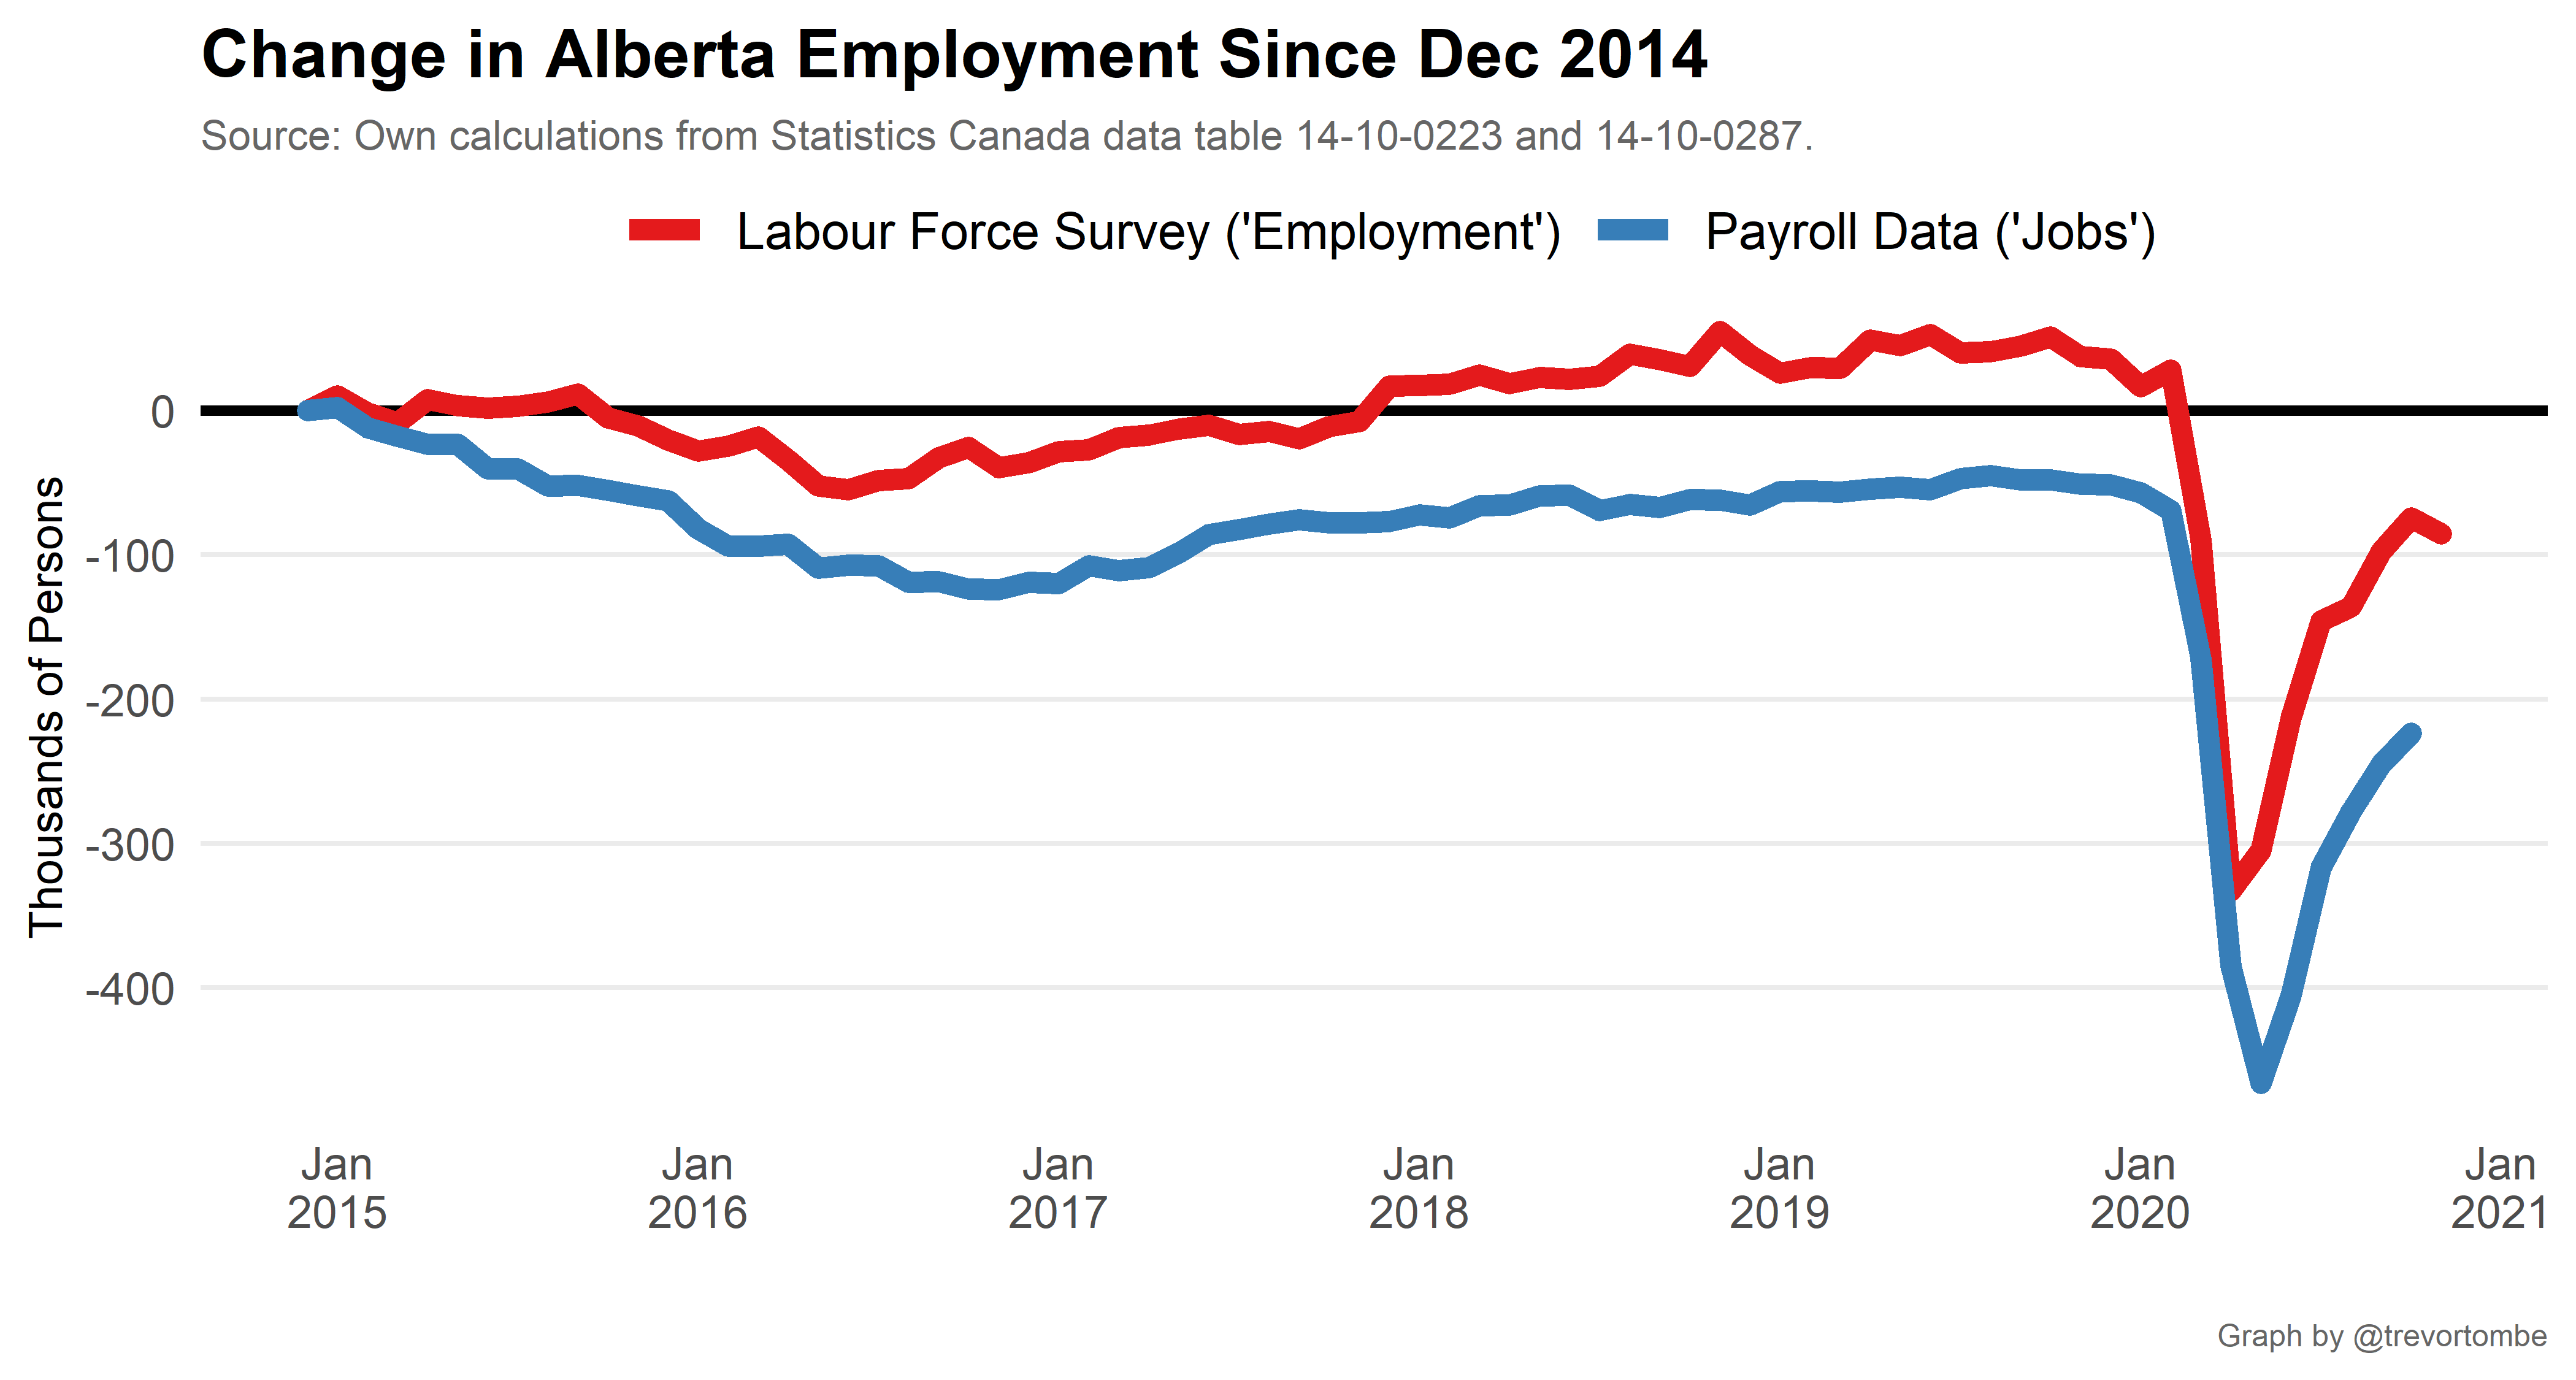 Change in Alberta Employment Since Dec 2014
Source: Own calculations from Statistics Canada data table 14-10-0223 and 14-10-0287.
Labour Force Survey ('Employment') Payroll Data ('Jobs')
Thousands of Persons
0
-100
-200
-300
-400
Jan Jan Jan Jan Jan Jan Jan
2015 2016 2017 2018 2019 2020 2021
Graph by @trevortombe